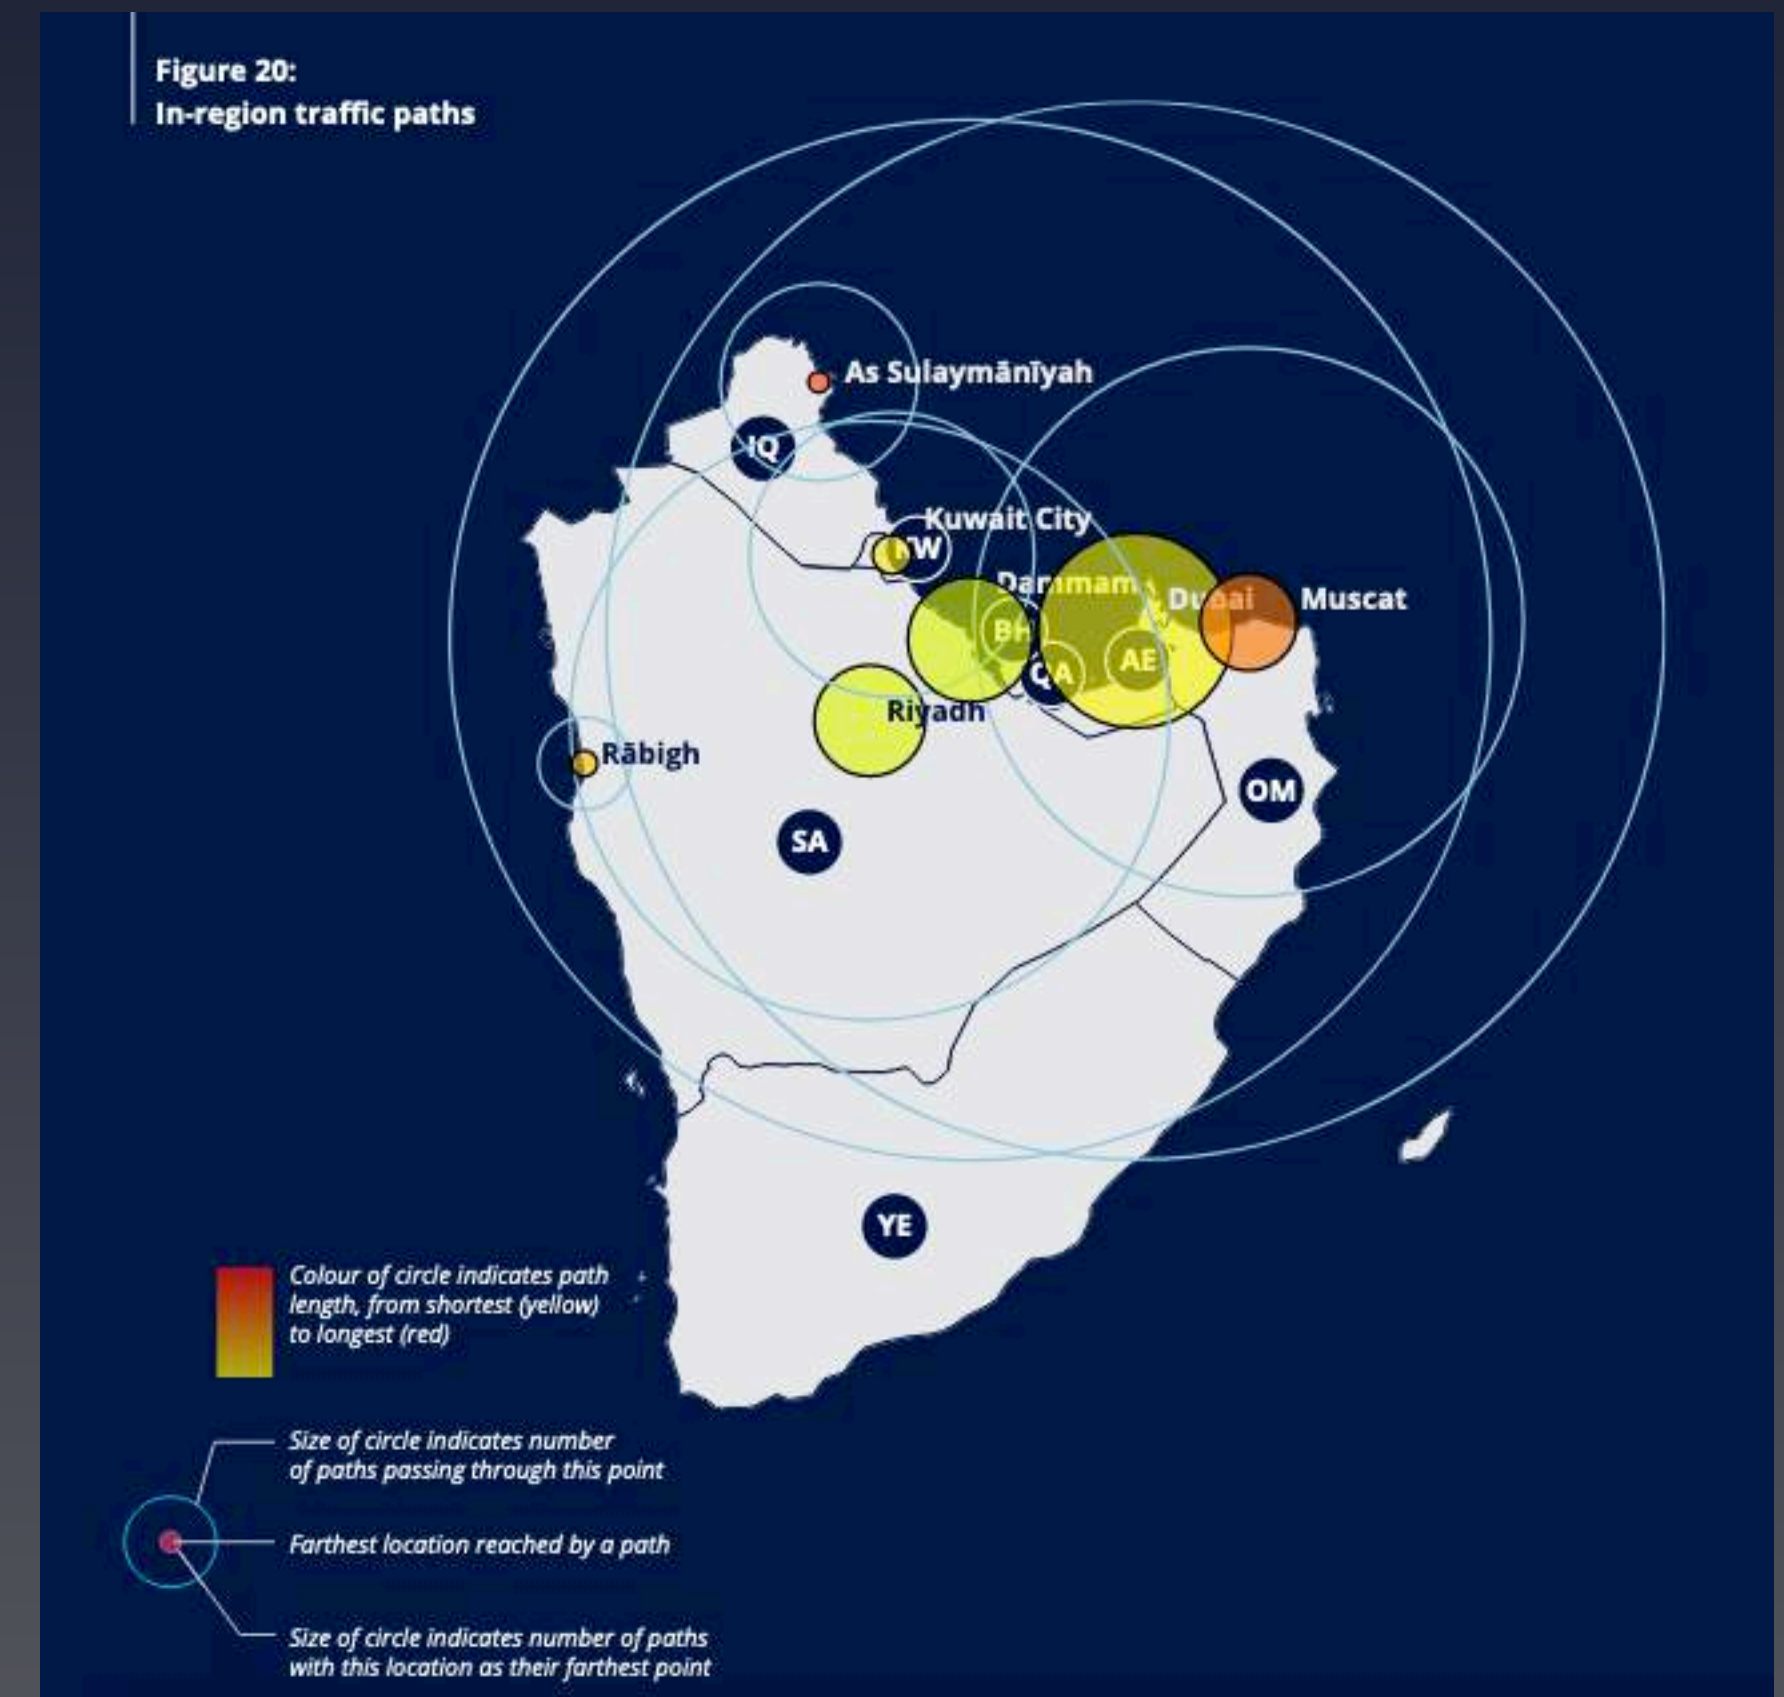 Figure 20:
In-region traffic paths
As Sulaymānīyah
IQ
Kuwait City
KW
Dammam
Dubai
Muscat
BH
QA
AE
Riyadh
Rābigh
OM
SA
YE
Colour of circle indicates path
length, from shortest (yellow)
to longest (red)
Size of circle indicates number
of paths passing through this point
Farthest location reached by a path
Size of circle indicates number of paths
with this location as their farthest point